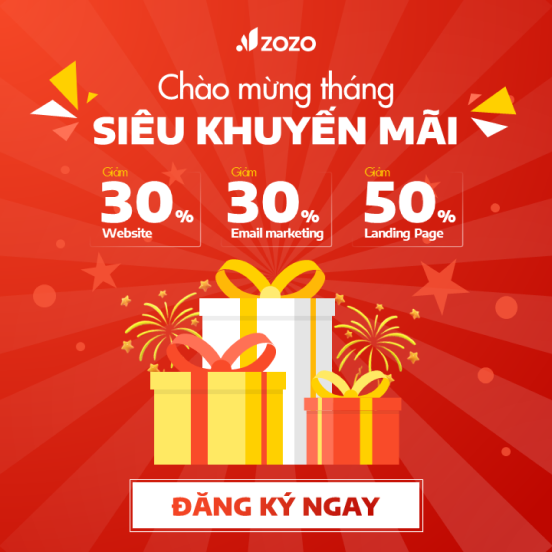 ZOZO
Chào mừng tháng
SIÊU KHUYẾN MÃI
Giảm
30%
Website
Giảm
30%
Email marketing
Giảm
50%
Landing Page
ĐĂNG KÝ NGAY